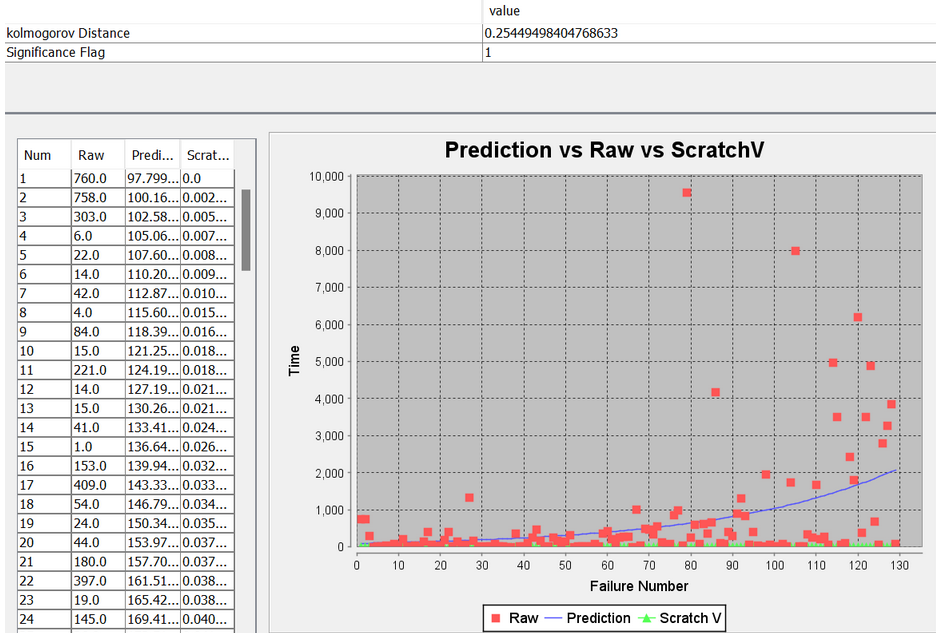 value
kolmogorov Distance 0.25449498404768633
Significance Flag 1
Num Raw Predi... Scrat...
1 760.0 97.799... 0.0
2 758.0 100.16... 0.002...
3 303.0 102.58... 0.005...
4 6.0 105.06... 0.007...
5 22.0 107.60... 0.008...
6 14.0 110.20... 0.009...
7 42.0 112.87... 0.010...
8 4.0 115.60... 0.015...
9 84.0 118.39... 0.016...
10 15.0 121.25... 0.018...
11 221.0 124.19... 0.018...
12 14.0 127.19... 0.021...
13 15.0 130.26... 0.021...
14 41.0 133.41... 0.024...
15 1.0 136.64... 0.026...
16 153.0 139.94... 0.032...
17 409.0 143.33... 0.033...
18 54.0 146.79... 0.034...
19 24.0 150.34... 0.035...
20 44.0 153.97... 0.037...
21 180.0 157.70... 0.037...
22 397.0 161.51... 0.038...
23 19.0 165.42... 0.038...
24 145.0 169.41... 0.040...
Prediction vs Raw vs ScratchV
10,000
9,000
8,000
7,000
6,000
5,000
4,000
3,000
2,000
1,000
0
Time
0 10 20 30 40 50 60 70 80 90 100 110 120 130
Failure Number
Raw Prediction Scratch V